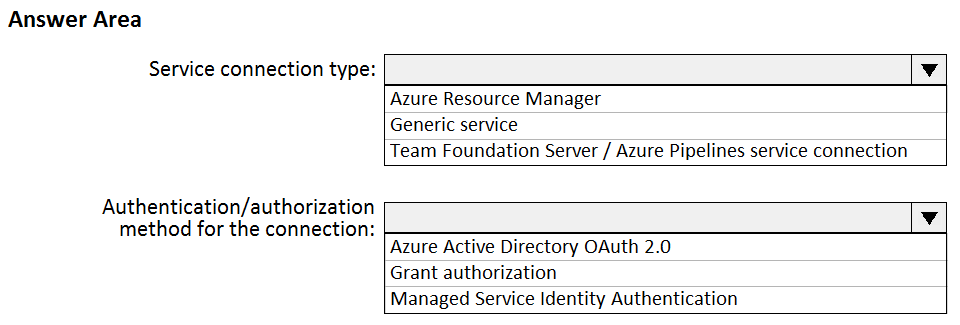 Answer Area
Service connection type:
Azure Resource Manager
Generic service
Team Foundation Server / Azure Pipelines service connection
Authentication/authorization
method for the connection:
Azure Active Directory OAuth 2.0
Grant authorization
Managed Service Identity Authentication